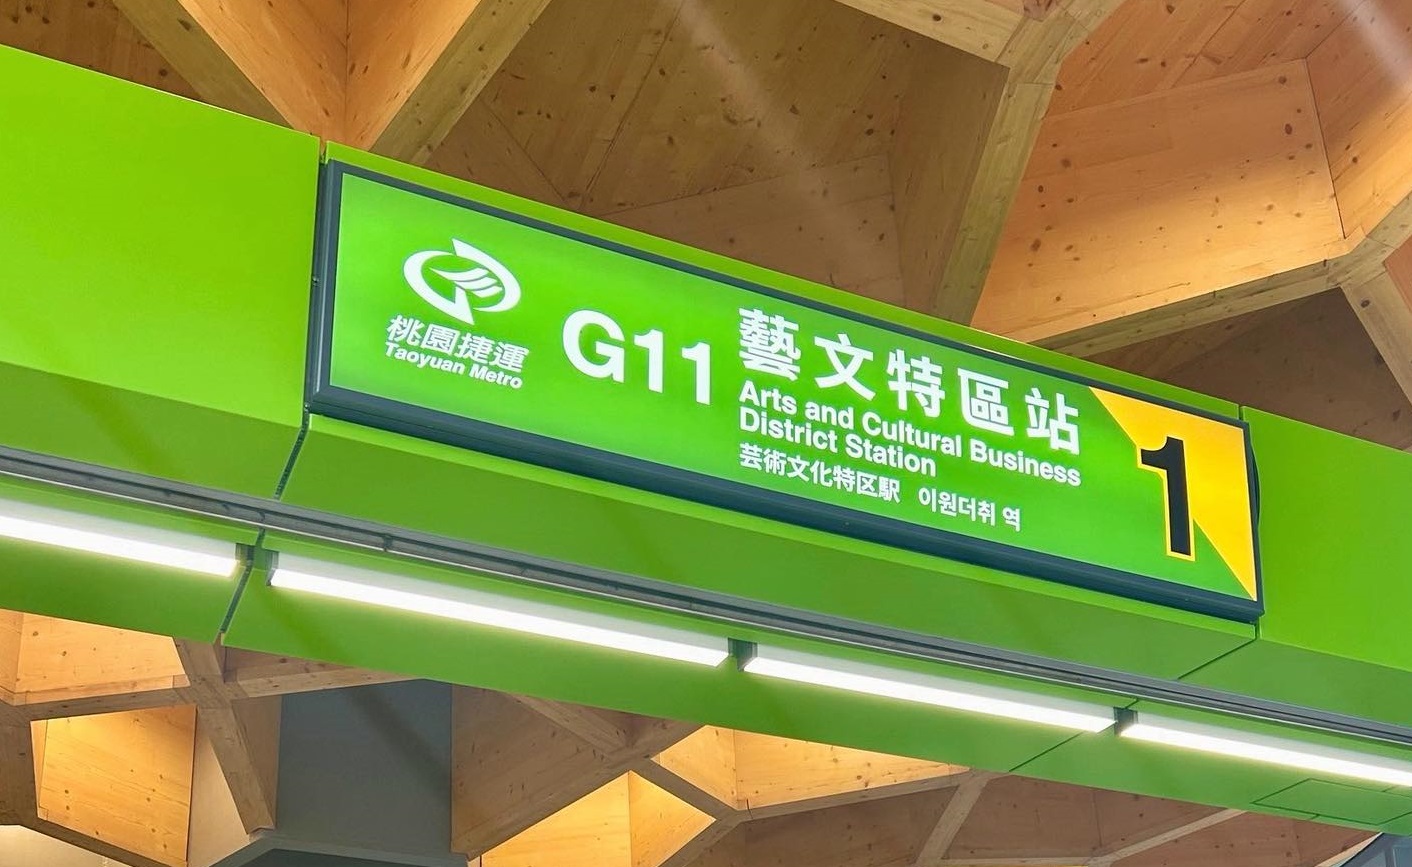 桃園捷運
Taoyuan Metro
G11
藝文特區站
Arts and Cultural Business
District Station
芸術文化特区駅 이원더취 역
1